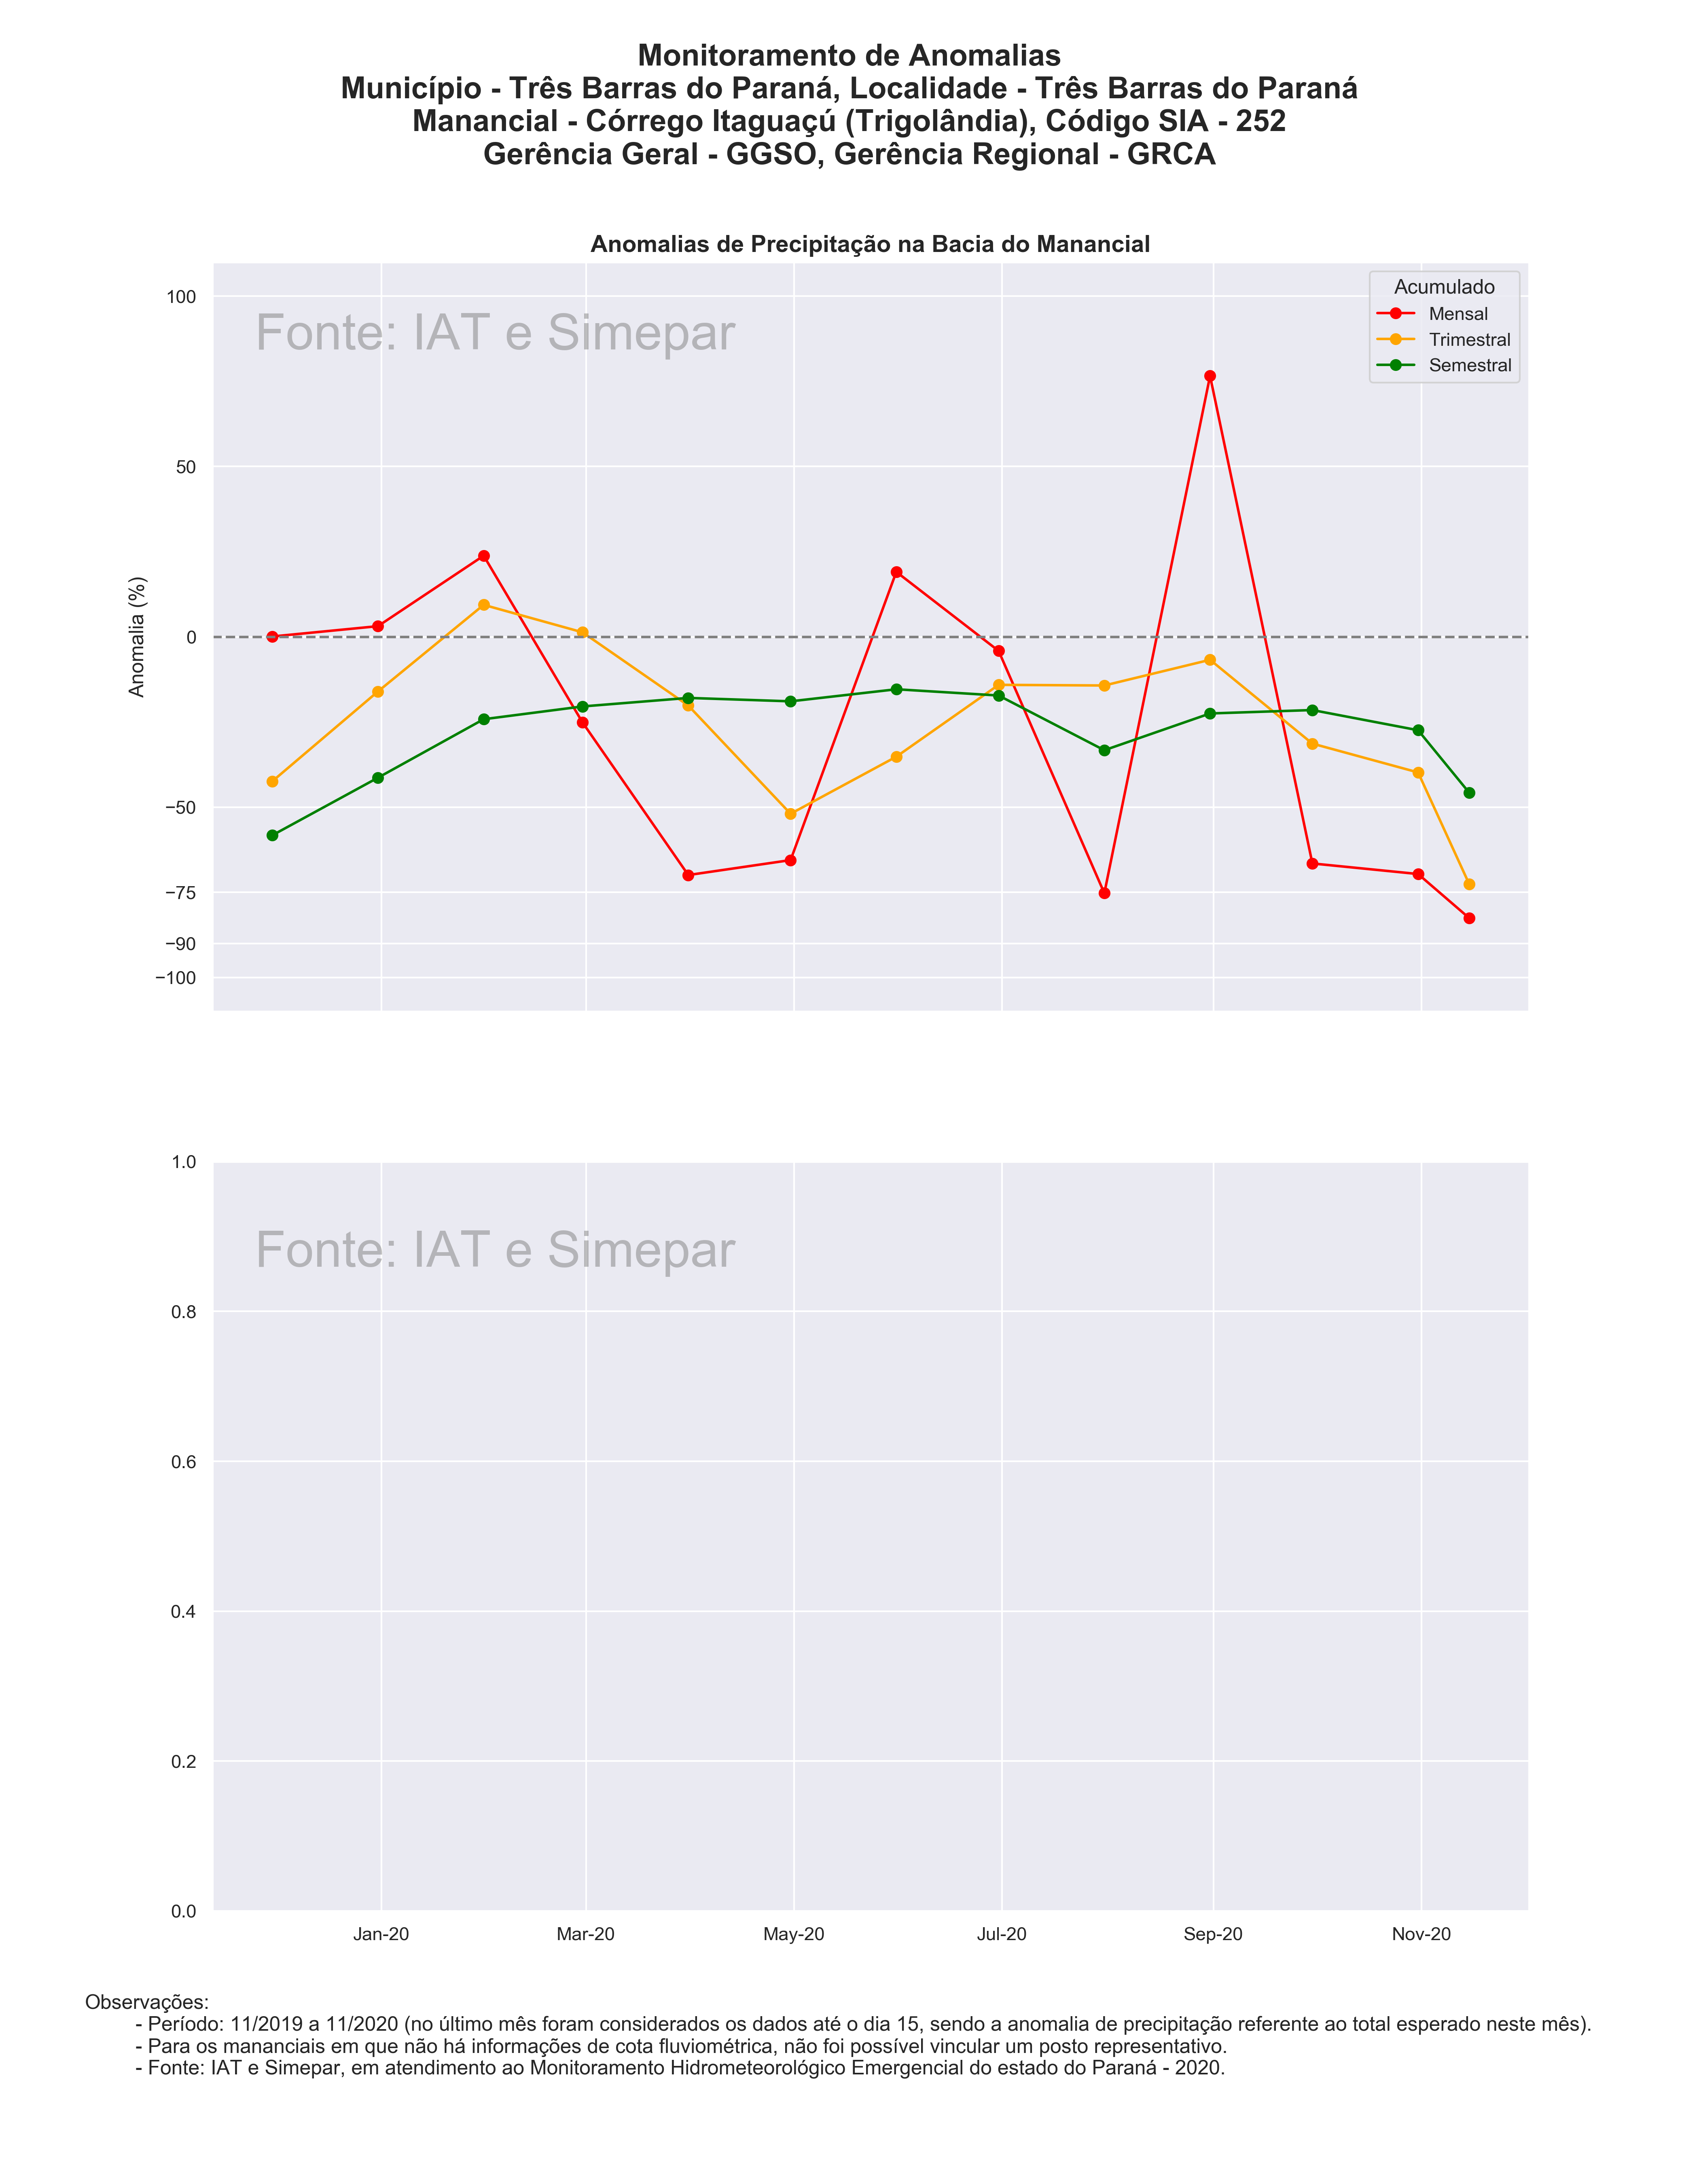 Monitoramento de Anomalias
Município - Três Barras do Paraná, Localidade - Três Barras do Paraná
Manancial - Córrego Itaguaçú (Trigolândia), Código SIA - 252
Gerência Geral - GGSO, Gerência Regional - GRCA
Anomalias de Precipitação na Bacia do Manancial
Fonte: IAT e Simepar
Acumulado
Mensal
Trimestral
Semestral
Anomalia (%)
100
50
0
−50
−75
−90
−100
Fonte: IAT e Simepar
1.0
0.8
0.6
0.4
0.2
0.0
Jan-20
Mar-20
May-20
Jul-20
Sep-20
Nov-20
Observações:
- Período: 11/2019 a 11/2020 (no último mês foram considerados os dados até o dia 15, sendo a anomalia de precipitação referente ao total esperado neste mês).
- Para os mananciais em que não há informações de cota fluviométrica, não foi possível vincular um posto representativo.
- Fonte: IAT e Simepar, em atendimento ao Monitoramento Hidrometeorológico Emergencial do estado do Paraná - 2020.